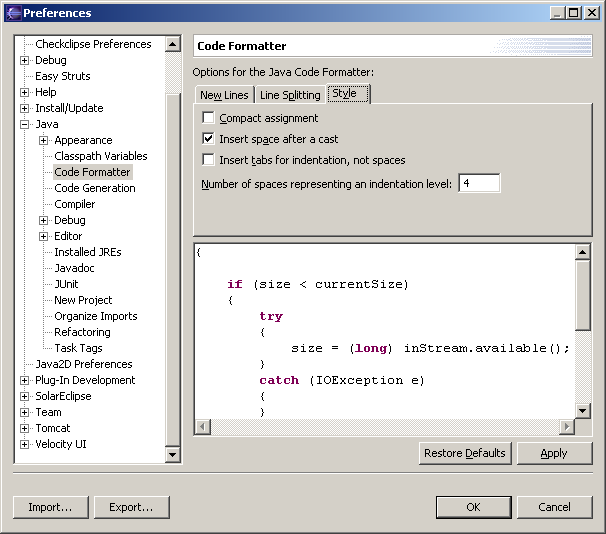 Preferences
Checkclipse Preferences
Debug
Easy Struts
Help
Install/Update
Java
Appearance
Classpath Variables
Code Formatter
Code Generation
Compiler
Debug
Editor
Installed JREs
Javadoc
JUnit
New Project
Organize Imports
Refactoring
Task Tags
Java2D Preferences
Plug-In Development
SolarEclipse
Team
Tomcat
Velocity UI
Code Formatter
Options for the Java Code Formatter:
New Lines Line Splitting Style
Compact assignment
Insert space after a cast
Insert tabs for indentation, not spaces
Number of spaces representing an indentation level: 4
{
if (size < currentSize)
{
try
{
size = (long) inStream.available();
}
catch (IOException e)
{
}
Restore Defaults Apply
Import... Export... OK Cancel